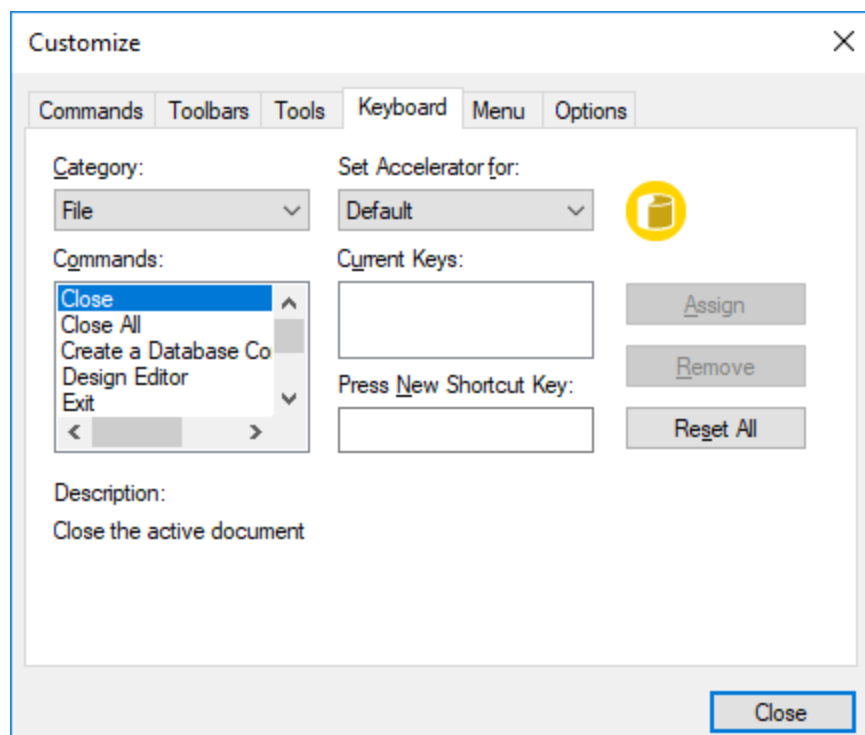 Customize
Commands Toolbars Tools Keyboard Menu Options
Category:
File
Set Accelerator for:
Default
Commands:
Close
Close All
Create a Database Co
Design Editor
Exit
Current Keys:
Press New Shortcut Key:
Assign
Remove
Reset All
Description:
Close the active document
Close